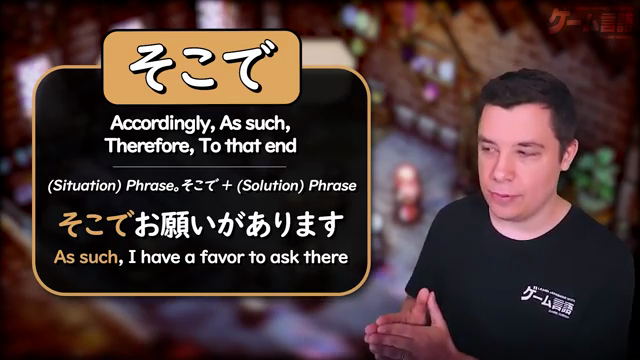 ゲーム言語
そこで
Accordingly, As such,
Therefore, To that end
(Situation) Phrase。そこで + (Solution) Phrase
そこでお願いがあります
As such, I have a favor to ask there
ゲーム言語